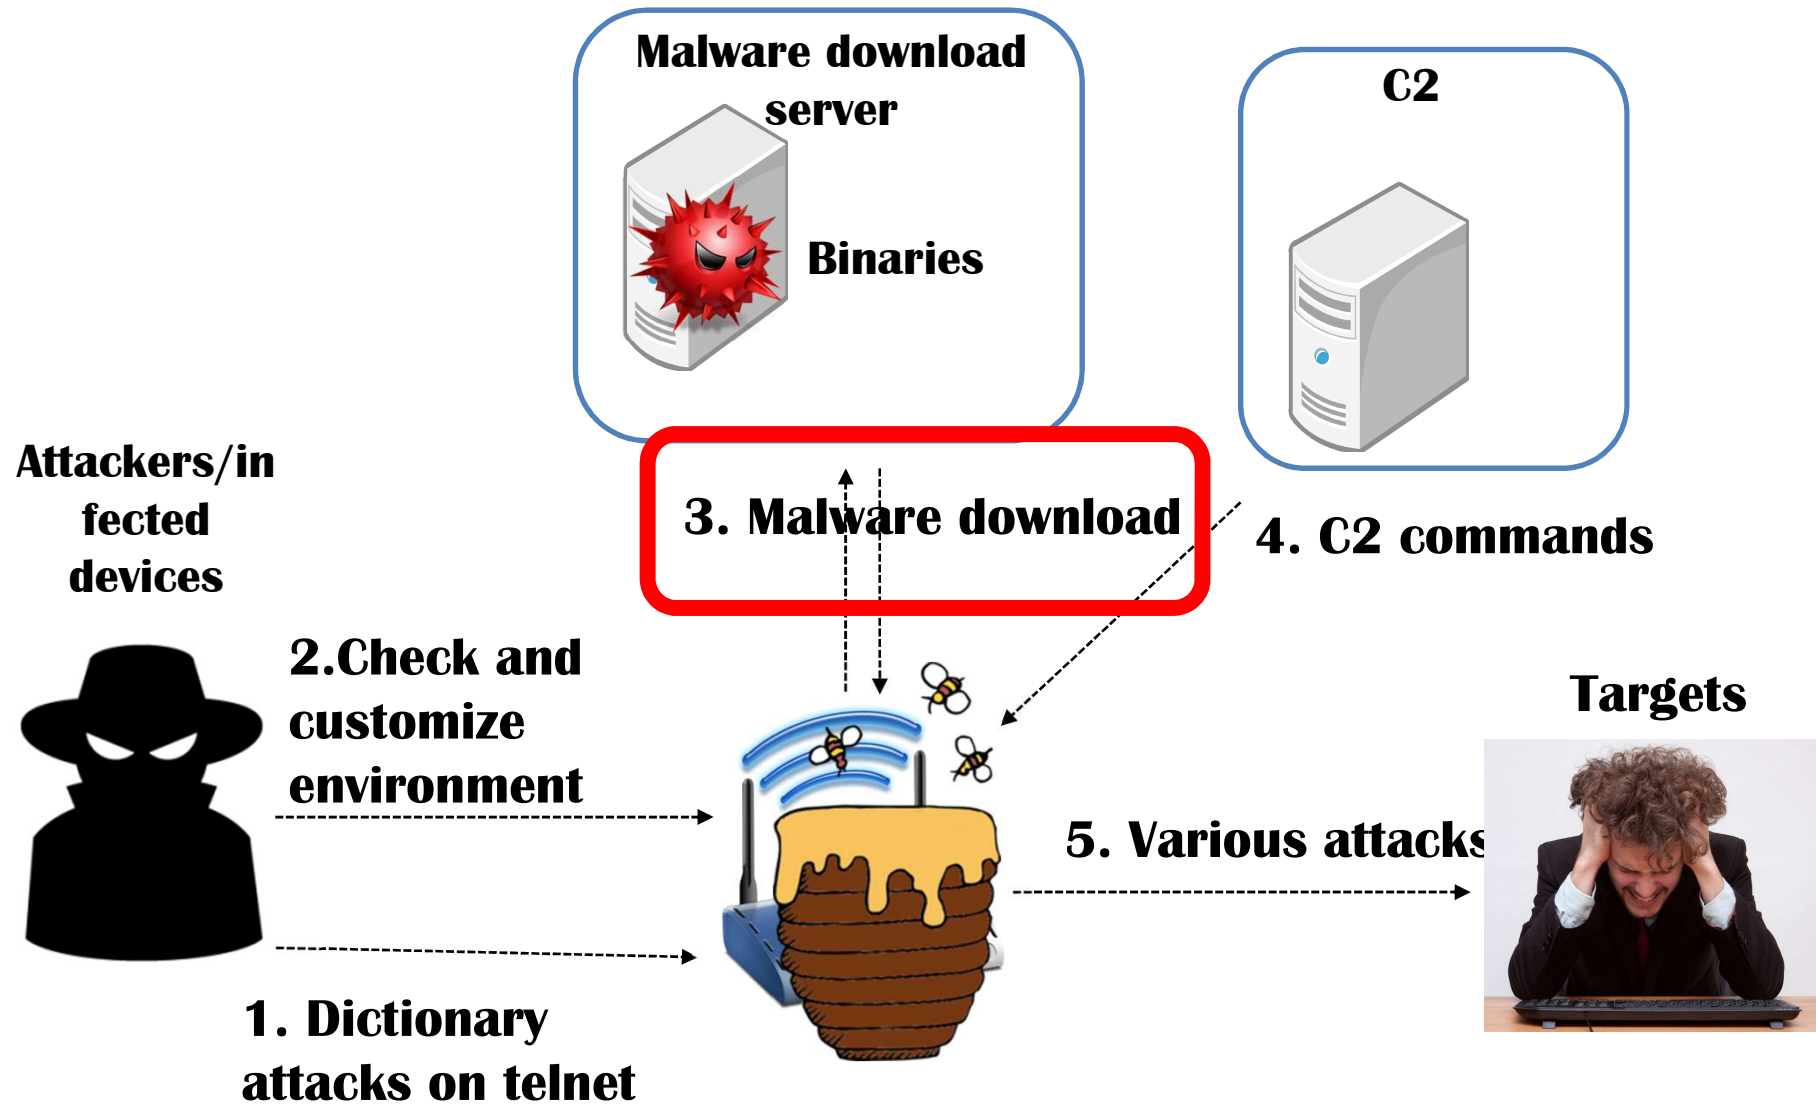 Malware download
server
Binaries
C2
Attackers/in
fected
devices
3. Malware download
4. C2 commands
2.Check and
customize
environment
Targets
5. Various attacks
1. Dictionary
attacks on telnet